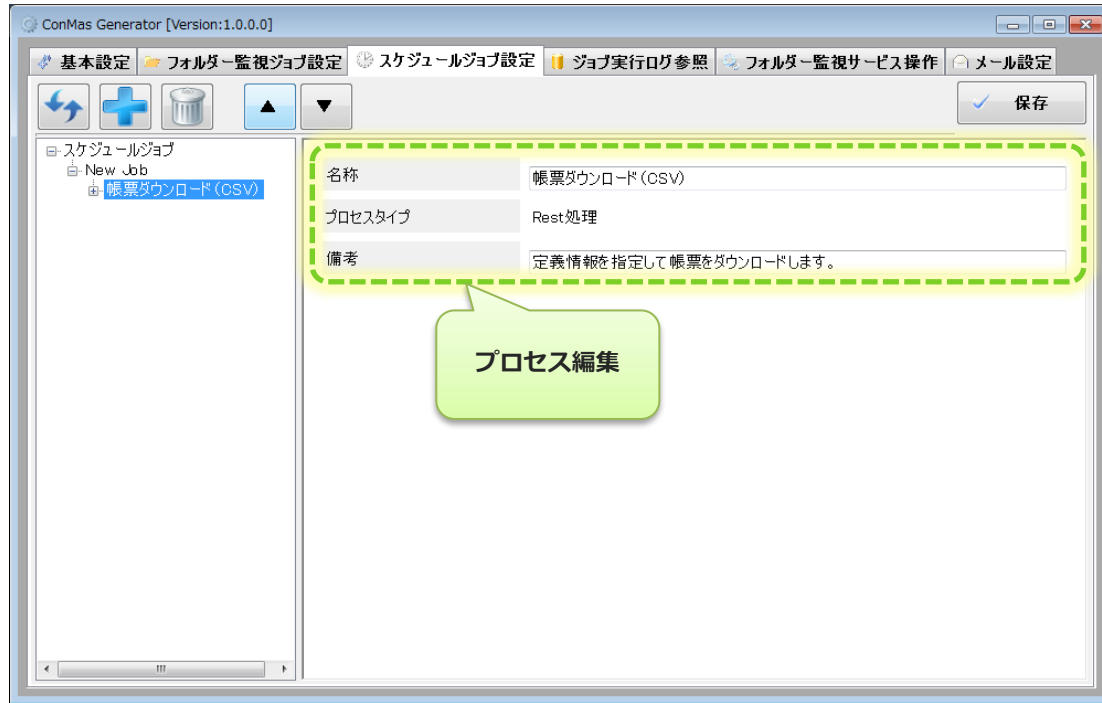 ConMas Generator [Version:1.0.0.0]
基本設定 フォルダー監視ジョブ設定 スケジュールジョブ設定 ジョブ実行ログ参照 フォルダー監視サービス操作 メール設定
保存
スケジュールジョブ
New Job
帳票ダウンロード(CSV)
名称 帳票ダウンロード(CSV)
プロセスタイプ Rest処理
備考 定義情報を指定して帳票をダウンロードします。
プロセス編集